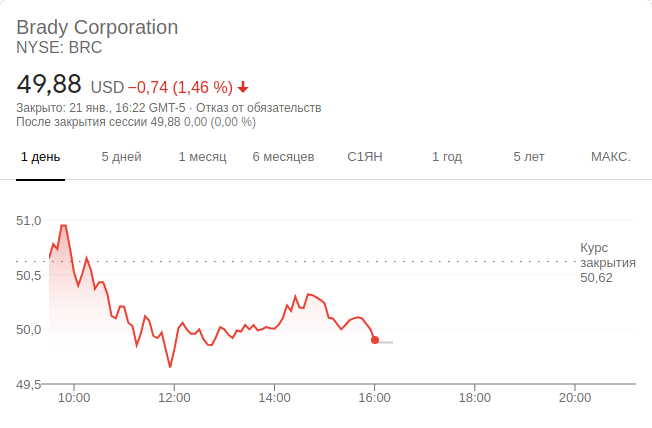 Brady Corporation
NYSE: BRC
49,88 USD −0,74 (1,46 %)
Закрыто: 21 янв., 16:22 GMT-5 · Отказ от обязательств
После закрытия сессии 49,88 0,00 (0,00 %)
1 день 5 дней 1 месяц 6 месяцев С1ЯН 1 год 5 лет МАКС.
51,0
Курс
закрытия
50,62
50,5
50,0
49,5
10:00 12:00 14:00 16:00 18:00 20:00